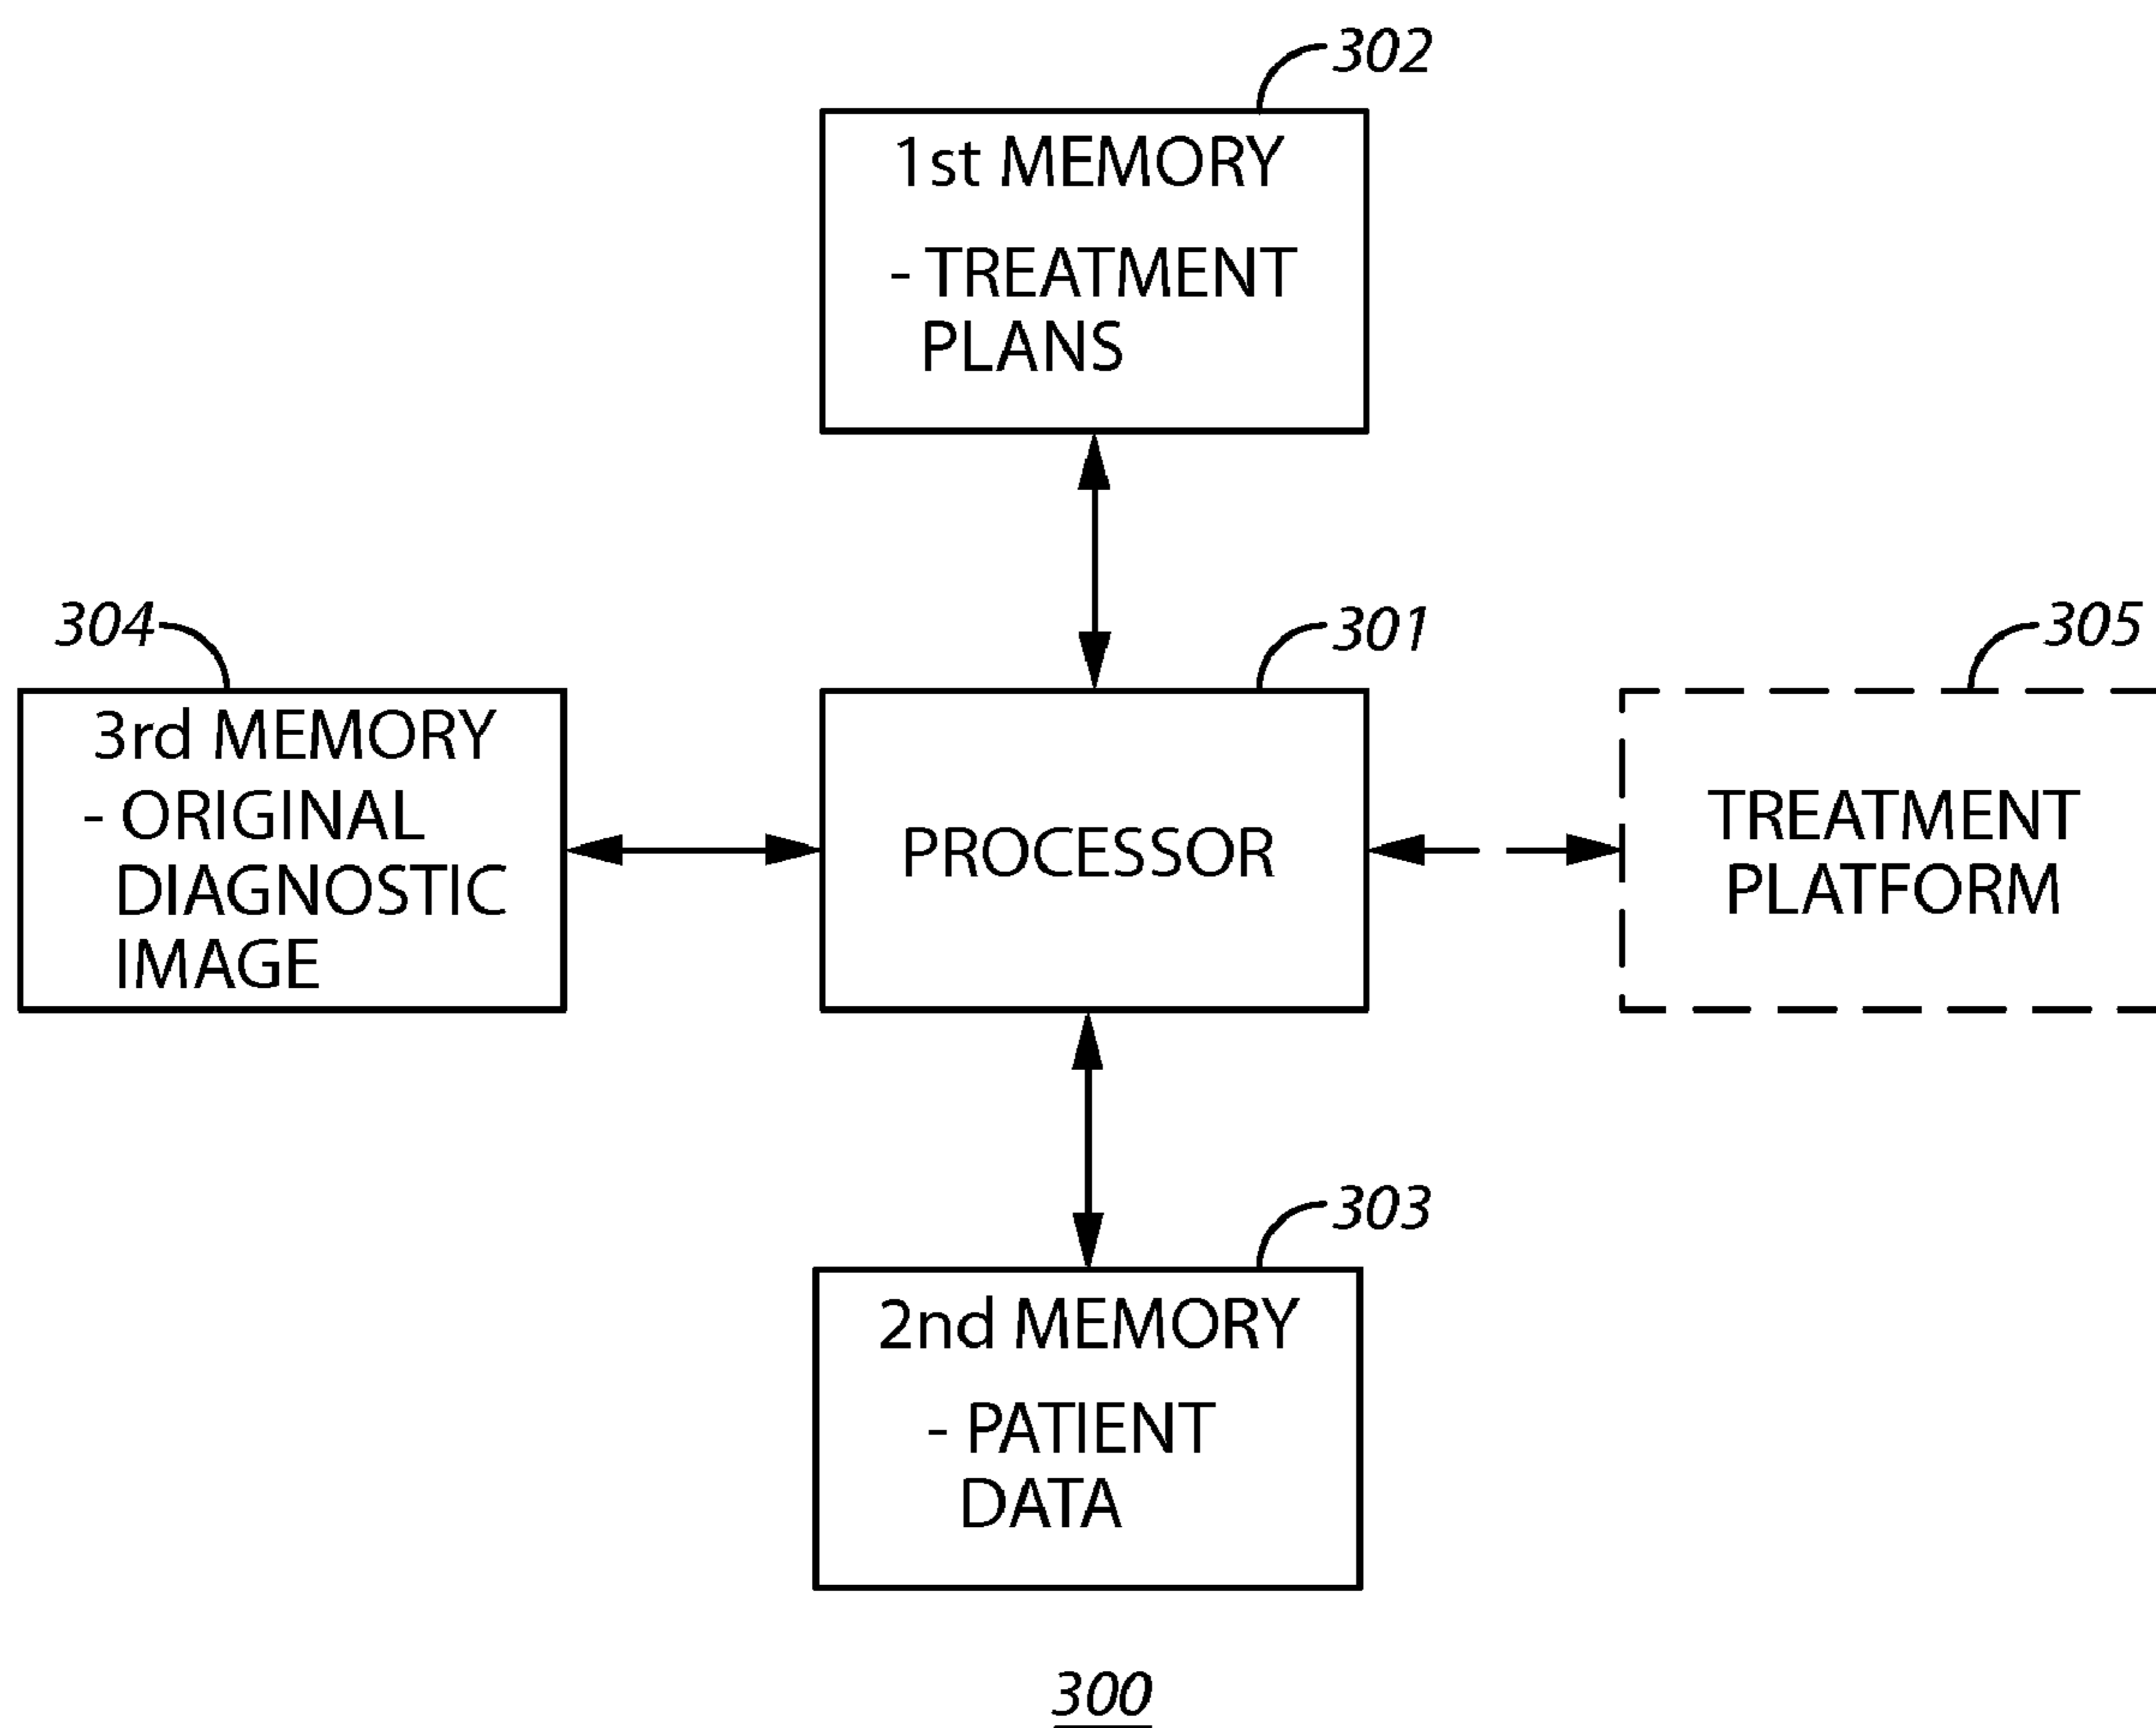 302
1st MEMORY
- TREATMENT
PLANS
304
3rd MEMORY
- ORIGINAL
DIAGNOSTIC
IMAGE
301
PROCESSOR
305
TREATMENT
PLATFORM
303
2nd MEMORY
- PATIENT
DATA
300